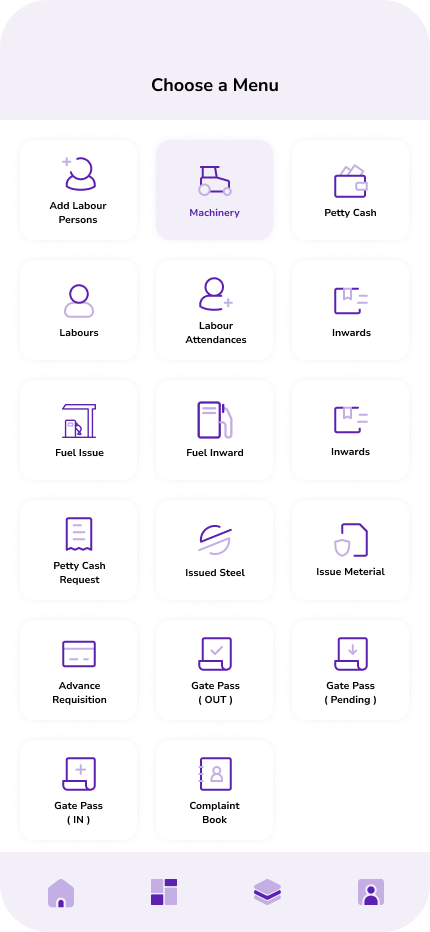 Choose a Menu
Add Labour
Persons
Machinery
Petty Cash
Labours
Labour
Attendances
Inwards
Fuel Issue
Fuel Inward
Inwards
Petty Cash
Request
Issued Steel
Issue Meterial
Advance
Requisition
Gate Pass
( OUT )
Gate Pass
( Pending )
Gate Pass
( IN )
Complaint
Book